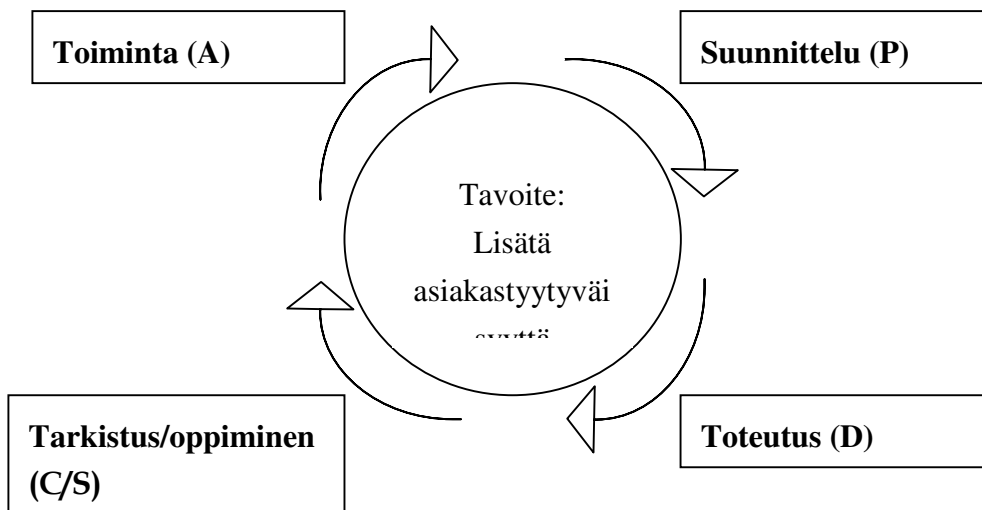 Toiminta (A)
Suunnittelu (P)
Tavoite:
Lisätä
asiakastyytyväi
Tarkistus/oppiminen
(C/S)
Toteutus (D)